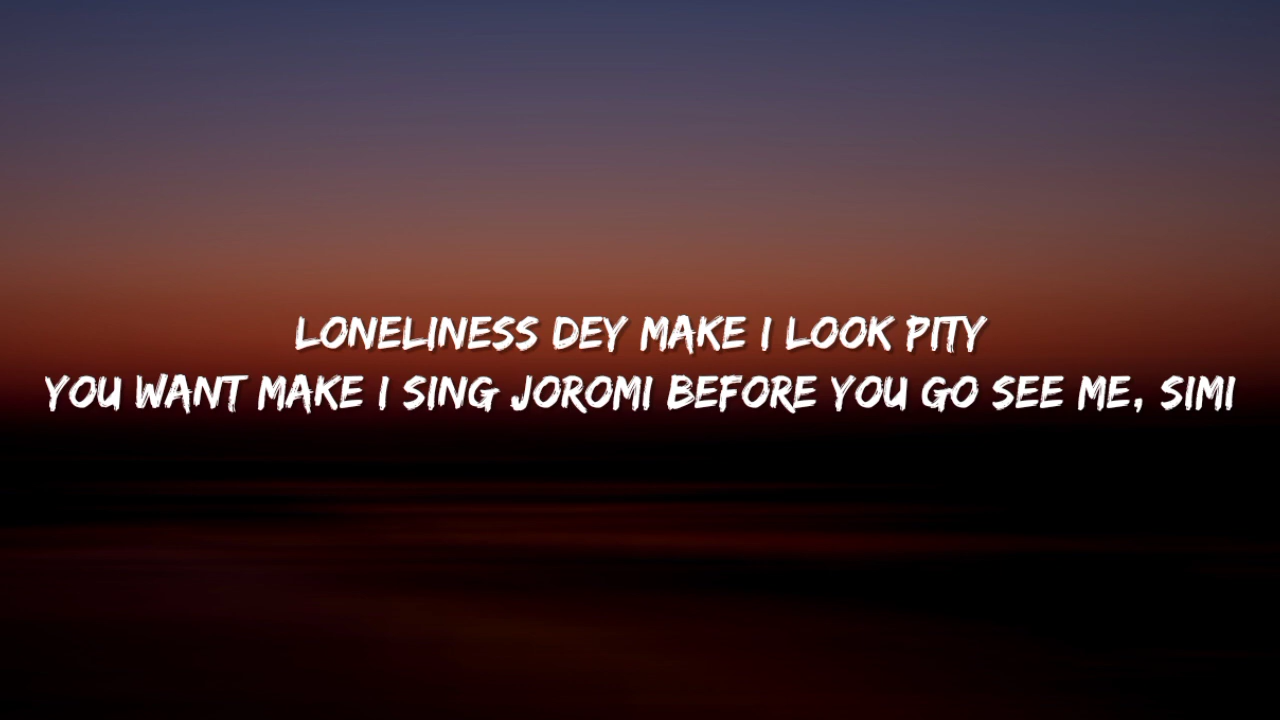 LONELINESS DEY MAKE I LOOK PITY
YOU WANT MAKE I SING JOROMI BEFORE YOU GO SEE ME, SIMI